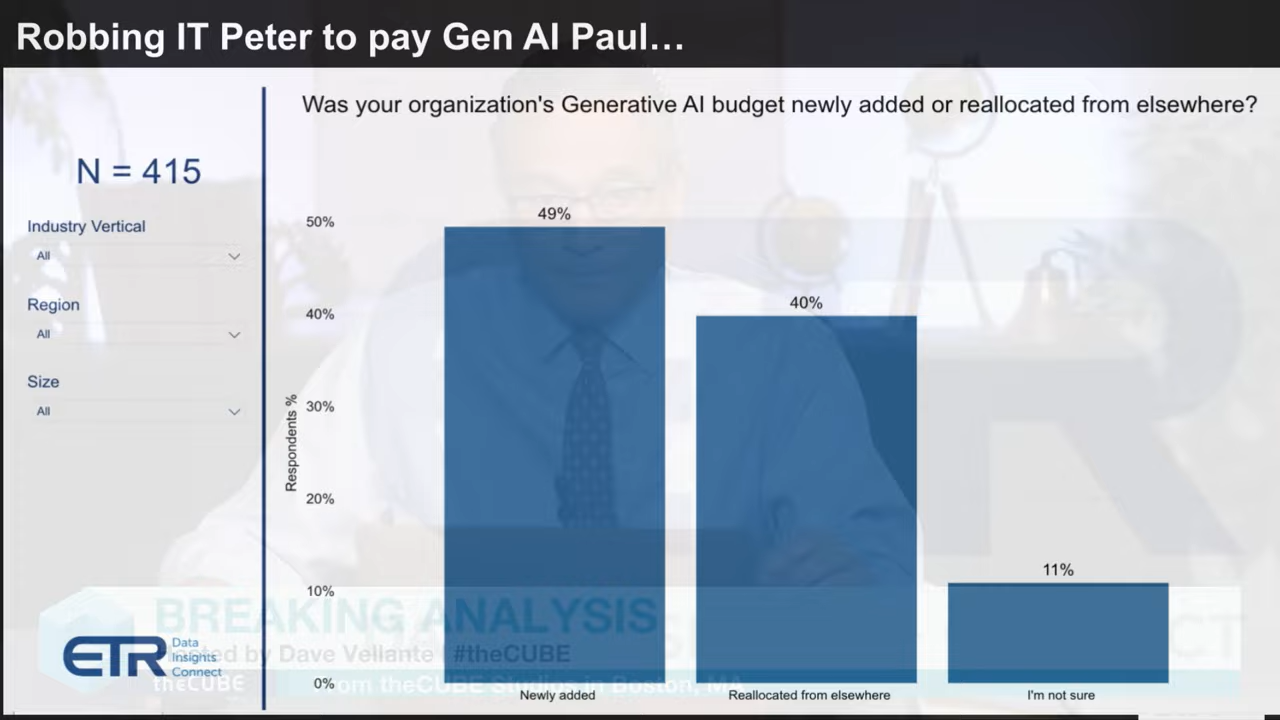 Robbing IT Peter to pay Gen AI Paul…
Was your organization's Generative AI budget newly added or reallocated from elsewhere?
N = 415
Industry Vertical
All
Region
All
Size
All
Respondents %
50%
40%
30%
20%
10%
0%
49%
40%
11%
Newly added
Reallocated from elsewhere
I'm not sure
ETR
Data
Insights
Connect
BREAKING ANALYSIS
by Dave Vellante | #theCUBE
theCUBE
from theCUBE Studios in Boston, MA